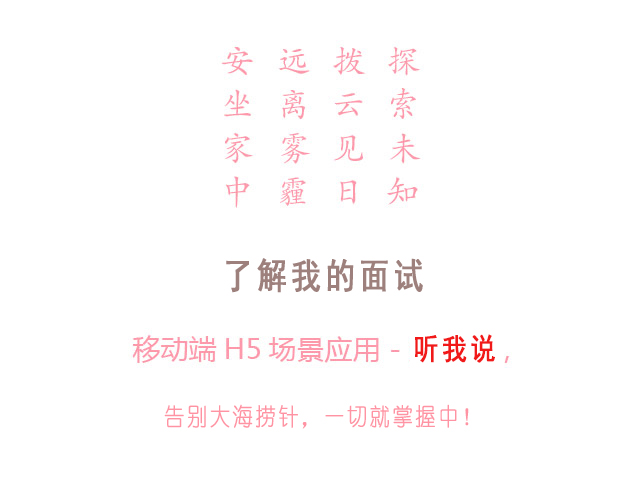 探索未知
拨云见日
远离雾霾
安坐家中
了解我的面试
移动端 H5 场景应用 - 听我说,
告别大海捞针，一切就掌握中！